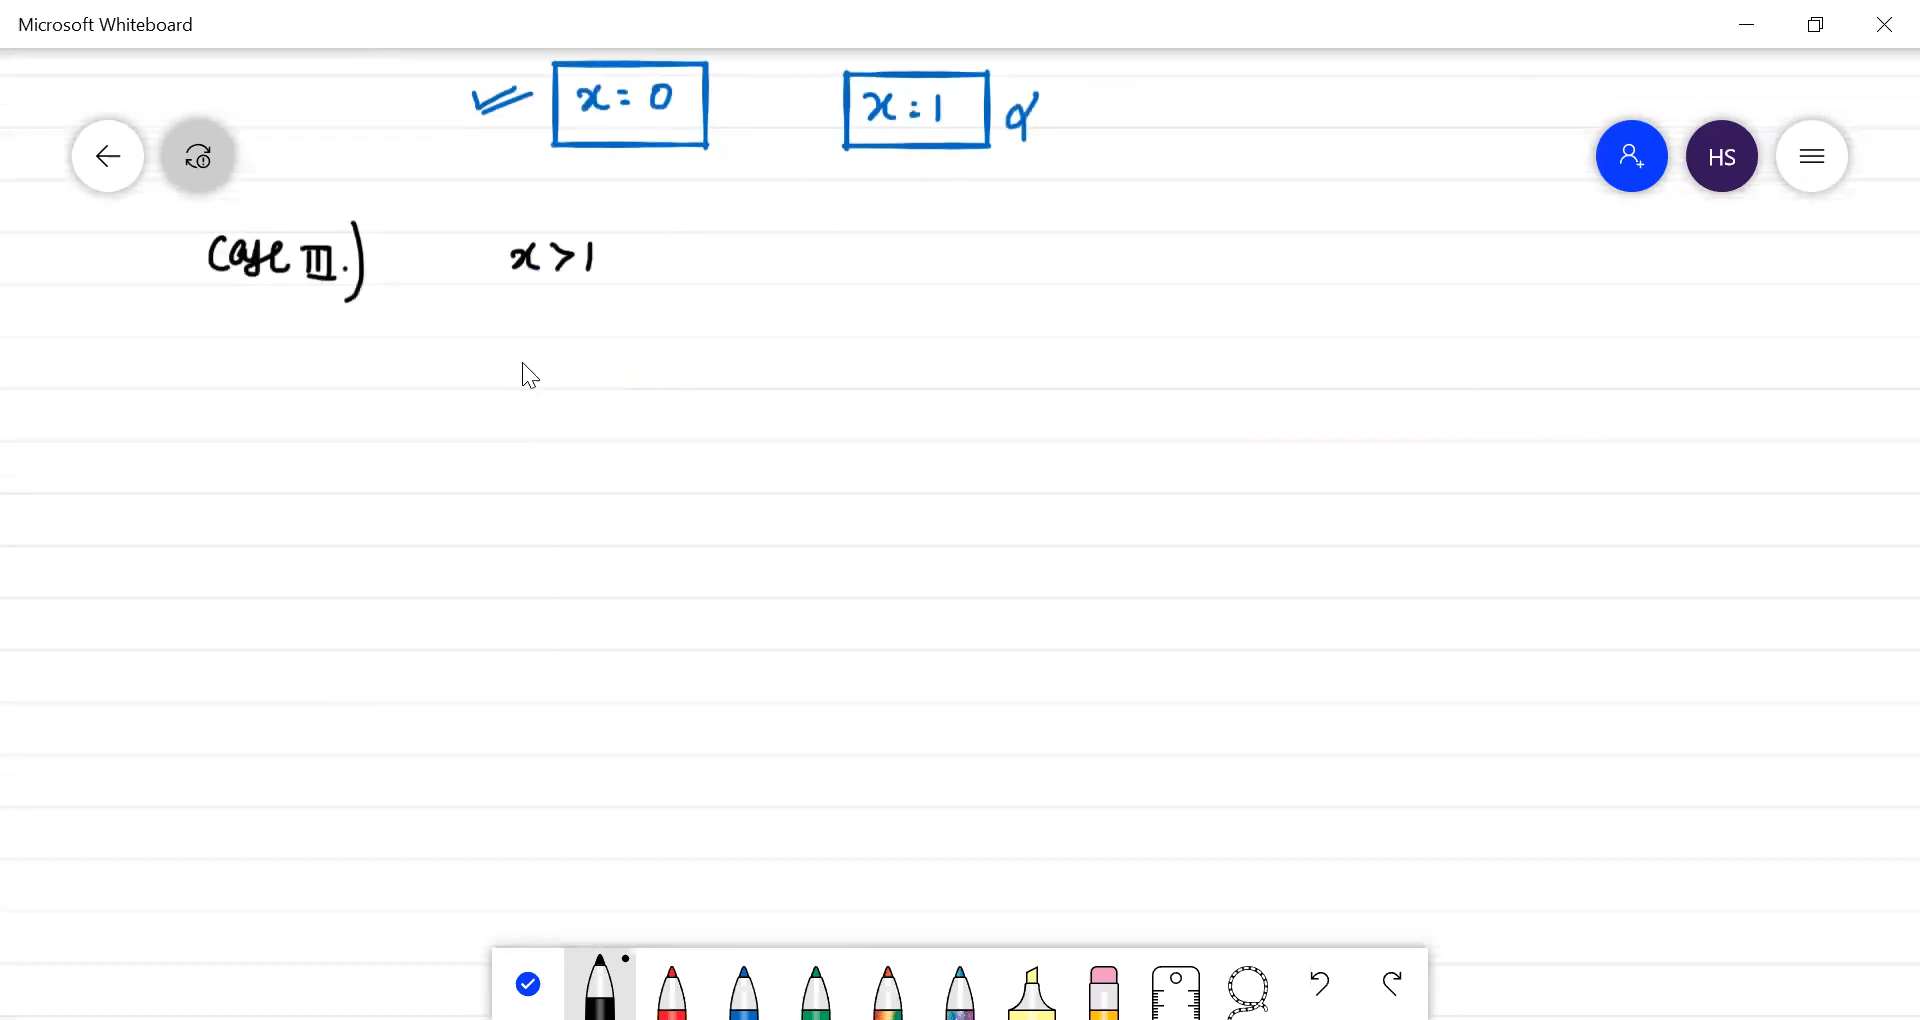 Microsoft Whiteboard
x = 0
x = 1
HS
Case III.) x > 1